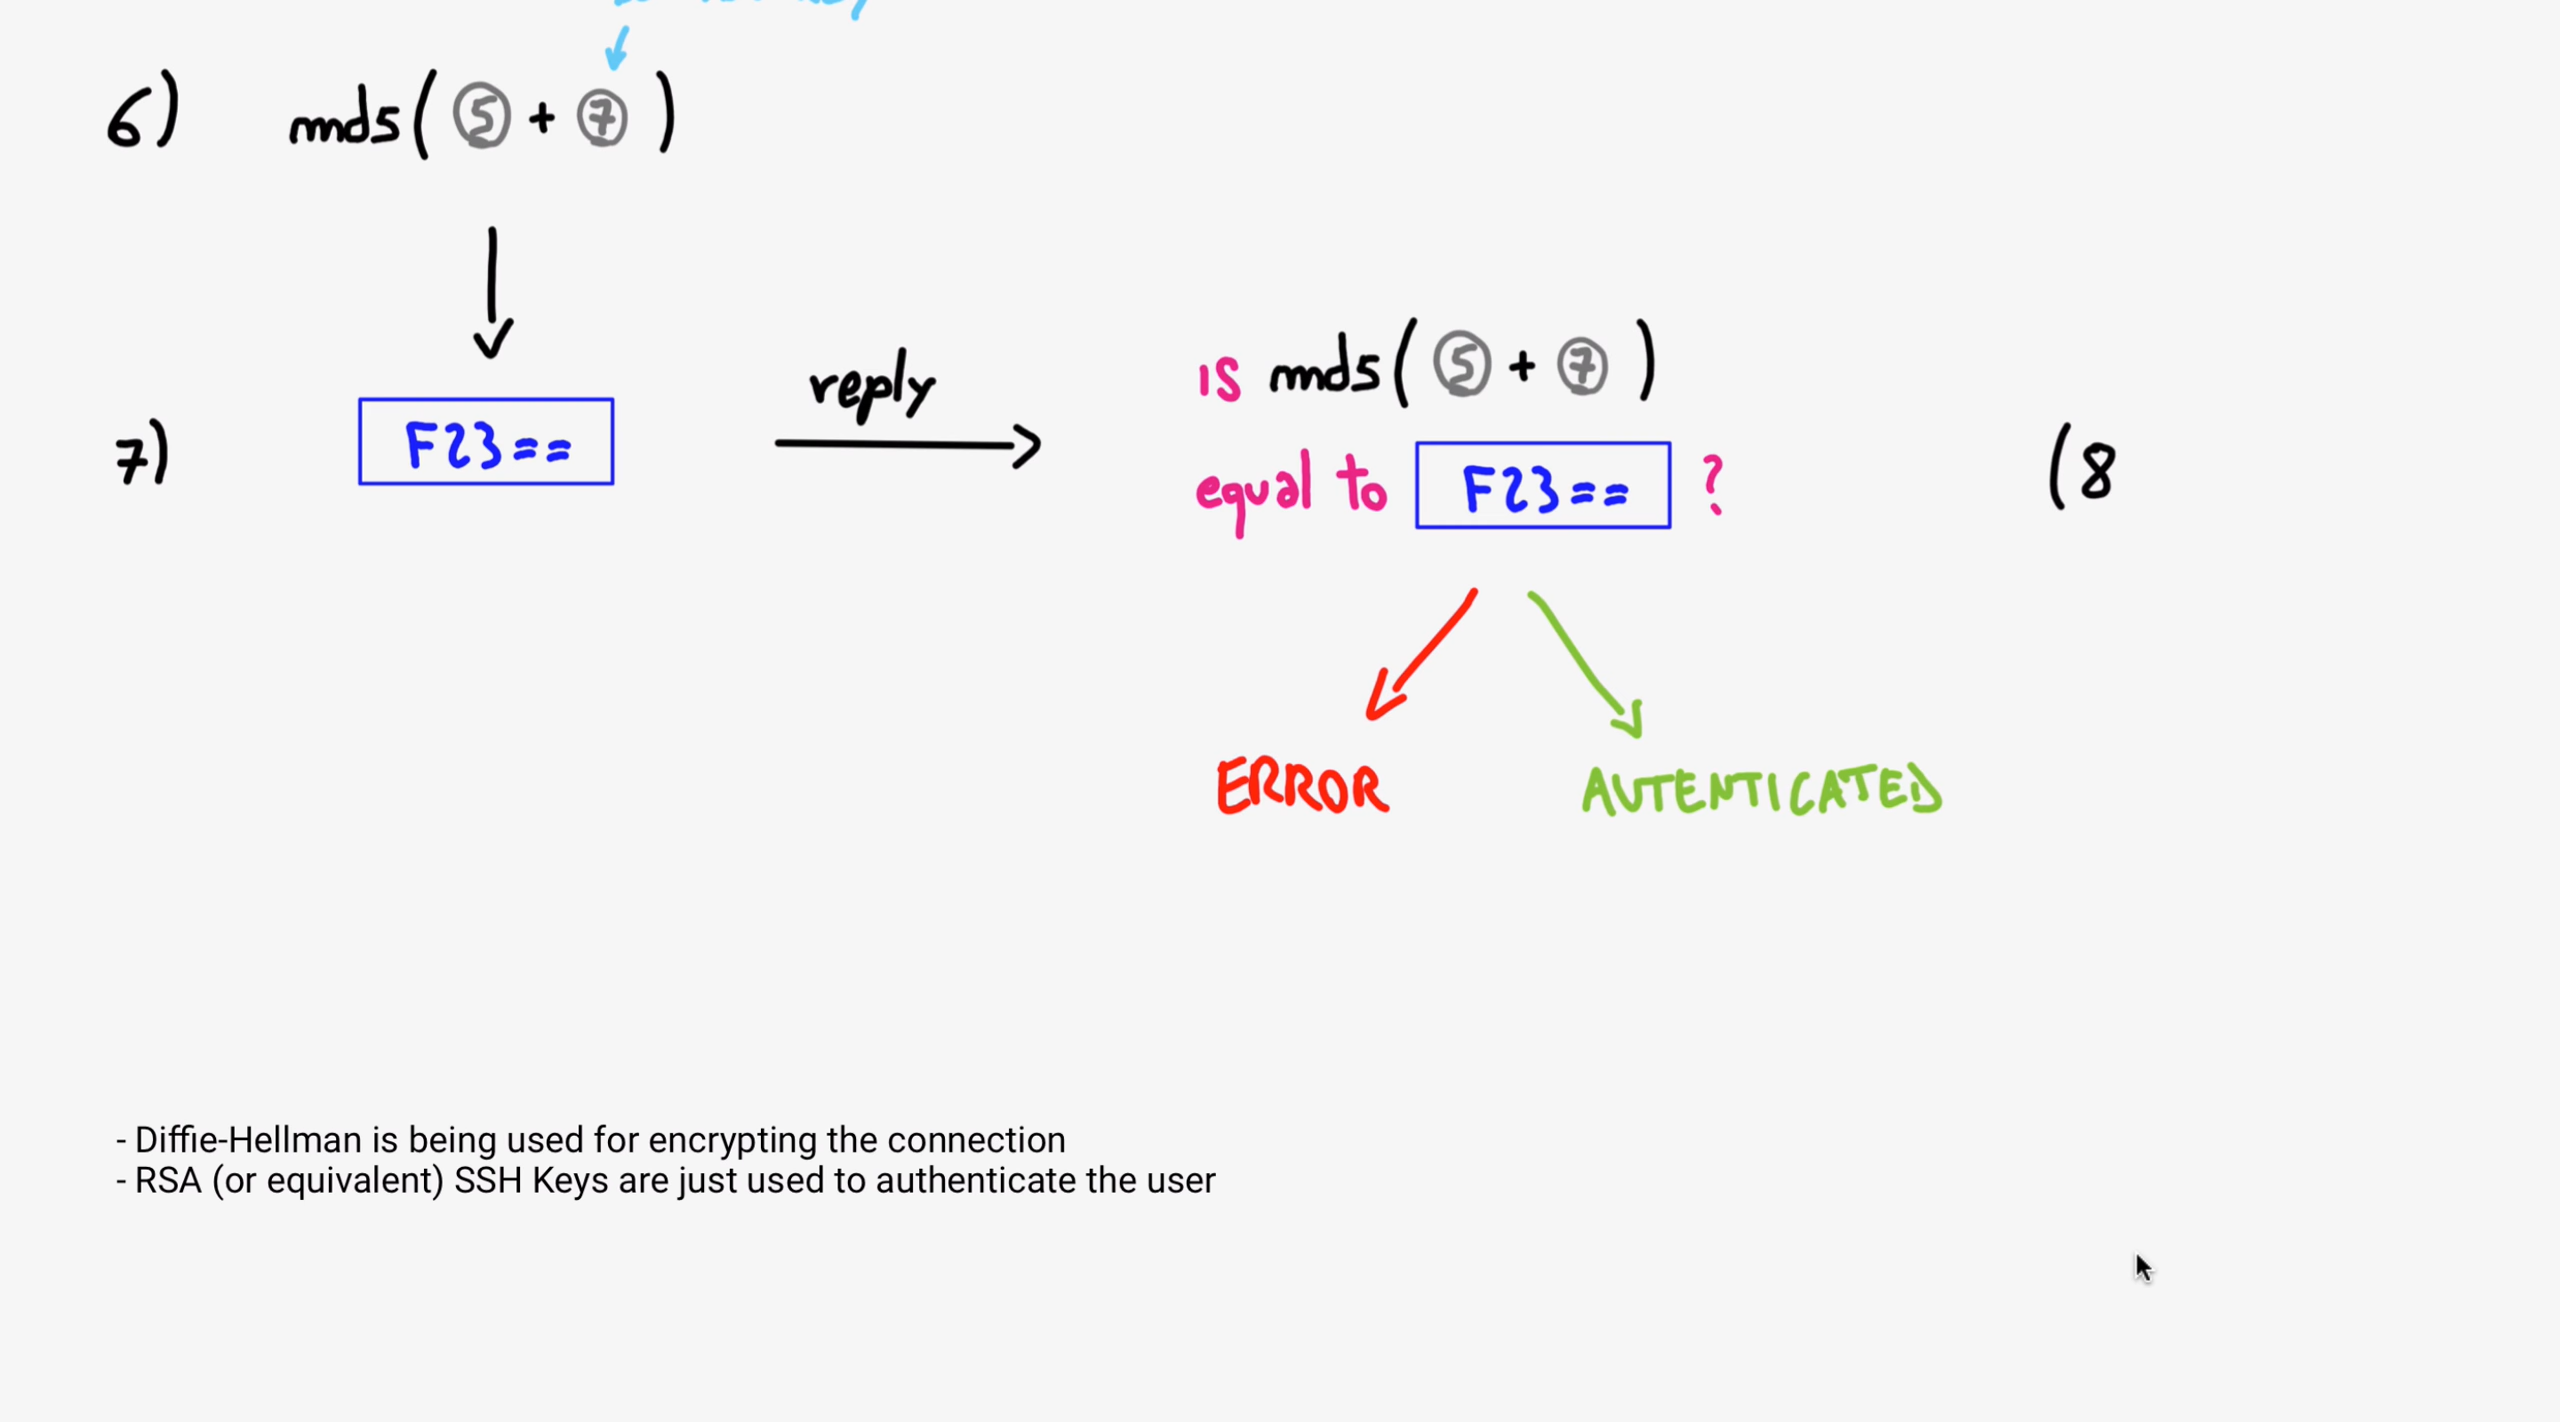 6) md5( 5 + 7 )
reply
is md5( 5 + 7 )
7) F23== equal to F23== ? (8
ERROR AUTENTICATED
- Diffie-Hellman is being used for encrypting the connection
- RSA (or equivalent) SSH Keys are just used to authenticate the user